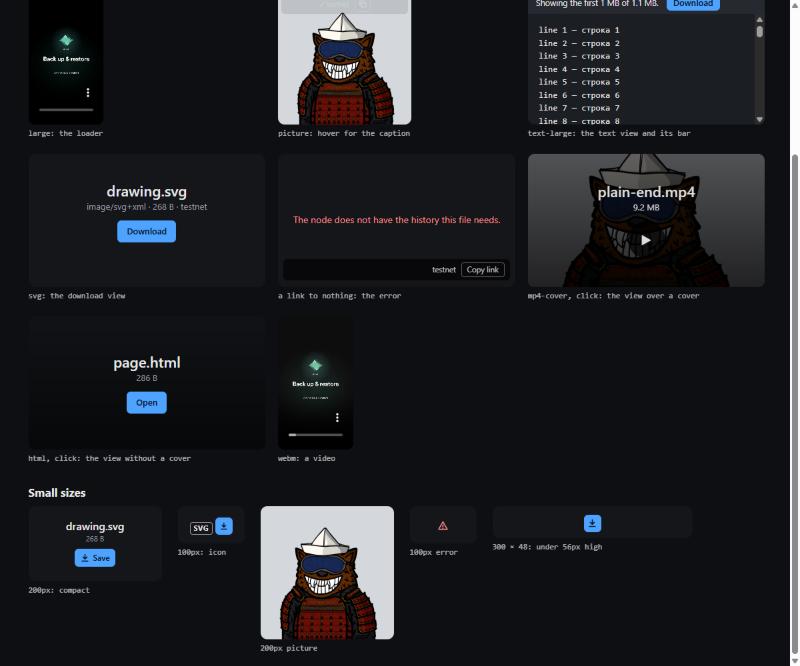 Showing the first 1 MB of 1.1 MB.
Download
Back up & restore
line 1 — строка 1
line 2 — строка 2
line 3 — строка 3
line 4 — строка 4
line 5 — строка 5
line 6 — строка 6
line 7 — строка 7
line 8 — строка 8
large: the loader
picture: hover for the caption
text-large: the text view and its bar
drawing.svg
image/svg+xml · 268 B · testnet
Download
The node does not have the history this file needs.
testnet
Copy link
plain-end.mp4
9.2 MB
svg: the download view
a link to nothing: the error
mp4-cover, click: the view over a cover
page.html
286 B
Open
Back up & restore
html, click: the view without a cover
webm: a video
Small sizes
drawing.svg
268 B
Save
SVG
200px: compact
100px: icon
200px picture
100px error
300 × 48: under 56px high